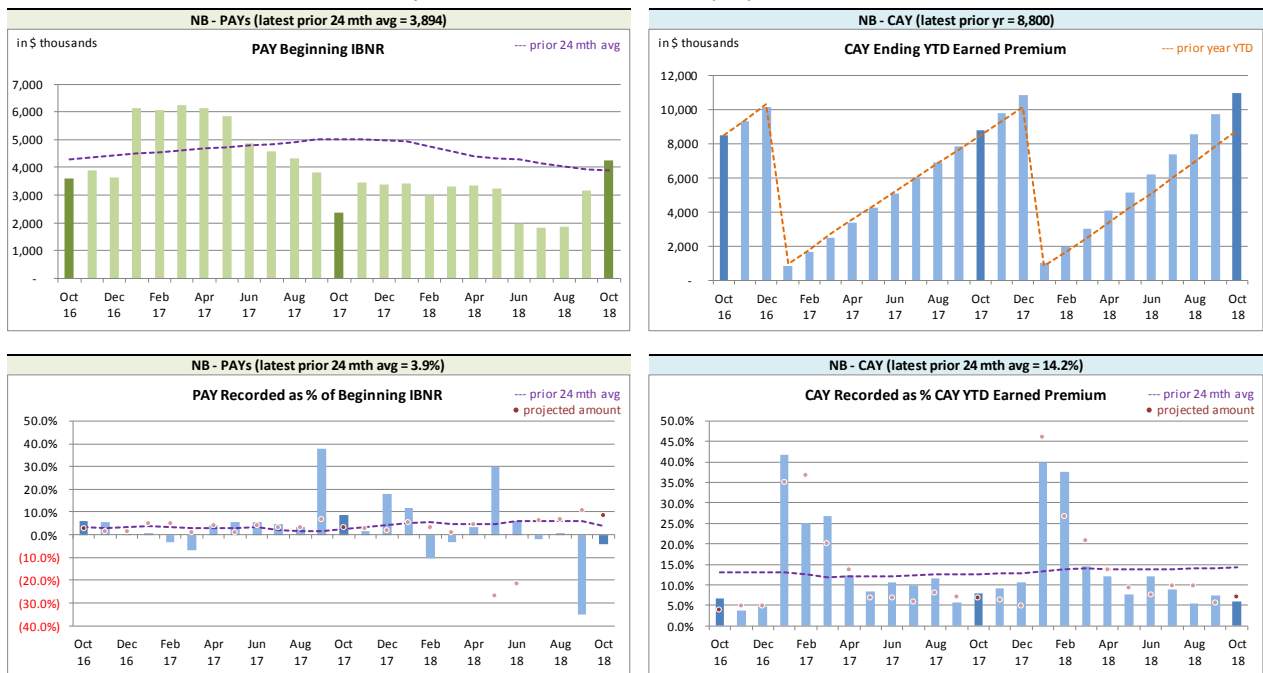 NB - PAYs (latest prior 24 mth avg = 3,894)
in $ thousands
PAY Beginning IBNR
--- prior 24 mth avg
7,000
6,000
5,000
4,000
3,000
2,000
1,000
-
Oct Dec Feb Apr Jun Aug Oct Dec Feb Apr Jun Aug Oct
16 16 17 17 17 17 17 17 18 18 18 18 18
NB - CAY (latest prior yr = 8,800)
in $ thousands
CAY Ending YTD Earned Premium
--- prior year YTD
12,000
10,000
8,000
6,000
4,000
2,000
-
Oct Dec Feb Apr Jun Aug Oct Dec Feb Apr Jun Aug Oct
16 16 17 17 17 17 17 17 18 18 18 18 18
NB - PAYs (latest prior 24 mth avg = 3.9%)
PAY Recorded as % of Beginning IBNR
--- prior 24 mth avg
• projected amount
50.0%
40.0%
30.0%
20.0%
10.0%
0.0%
(10.0%)
(20.0%)
(30.0%)
(40.0%)
Oct Dec Feb Apr Jun Aug Oct Dec Feb Apr Jun Aug Oct
16 16 17 17 17 17 17 17 18 18 18 18 18
NB - CAY (latest prior 24 mth avg = 14.2%)
CAY Recorded as % CAY YTD Earned Premium
--- prior 24 mth avg
• projected amount
50.0%
45.0%
40.0%
35.0%
30.0%
25.0%
20.0%
15.0%
10.0%
5.0%
0.0%
Oct Dec Feb Apr Jun Aug Oct Dec Feb Apr Jun Aug Oct
16 16 17 17 17 17 17 17 18 18 18 18 18